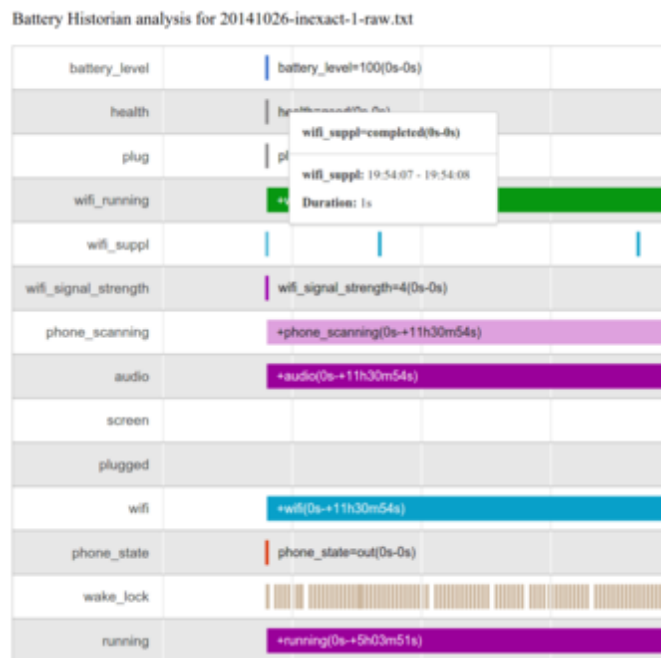 Battery Historian analysis for 20141026-inexact-1-raw.txt
battery_level battery_level=100(0s-0s)
health
wifi_suppl=completed(0s-0s)
plug pl
wifi_suppl: 19:54:07 - 19:54:08
wifi_running
Duration: 1s
wifi_suppl
wifi_signal_strength wifi_signal_strength=4(0s-0s)
phone_scanning +phone_scanning(0s-+11h30m54s)
audio +audio(0s-+11h30m54s)
screen
plugged
wifi +wifi(0s-+11h30m54s)
phone_state phone_state=out(0s-0s)
wake_lock
running +running(0s-+5h03m51s)